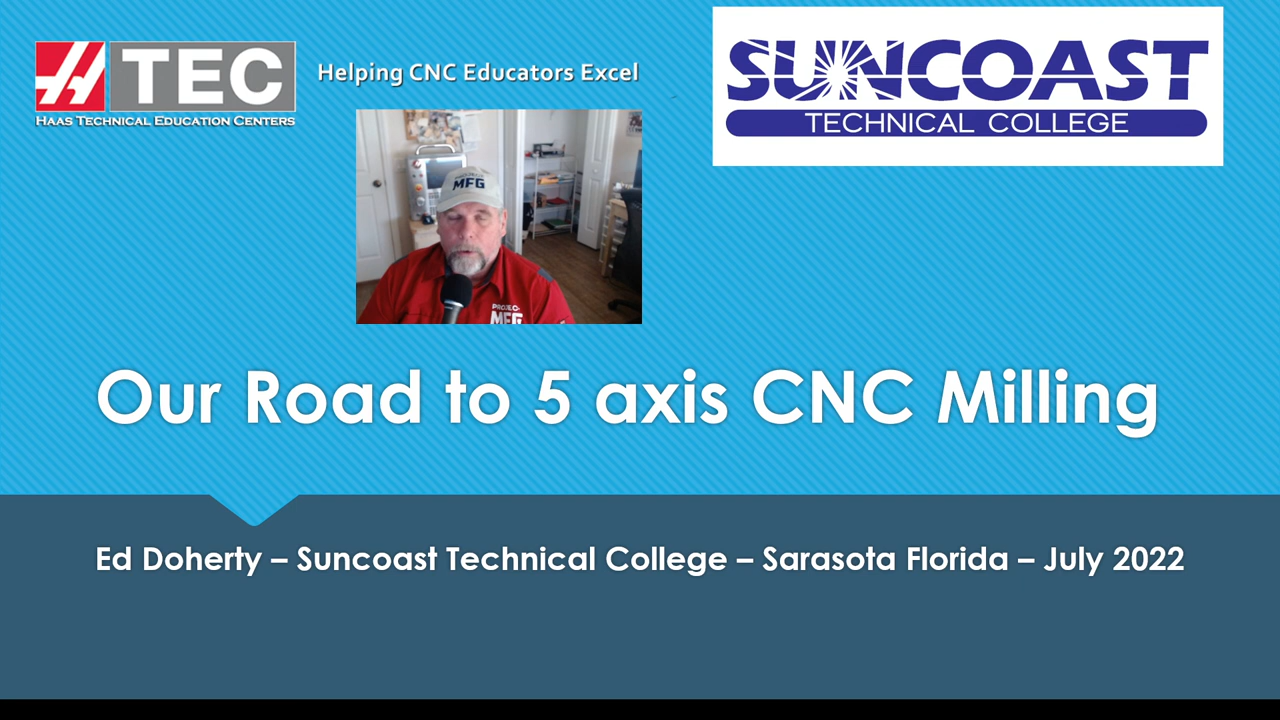 TEC
HAAS TECHNICAL EDUCATION CENTERS
Helping CNC Educators Excel
SUNCOAST
TECHNICAL COLLEGE
MFG
MFG
Our Road to 5 axis CNC Milling
Ed Doherty – Suncoast Technical College – Sarasota Florida – July 2022